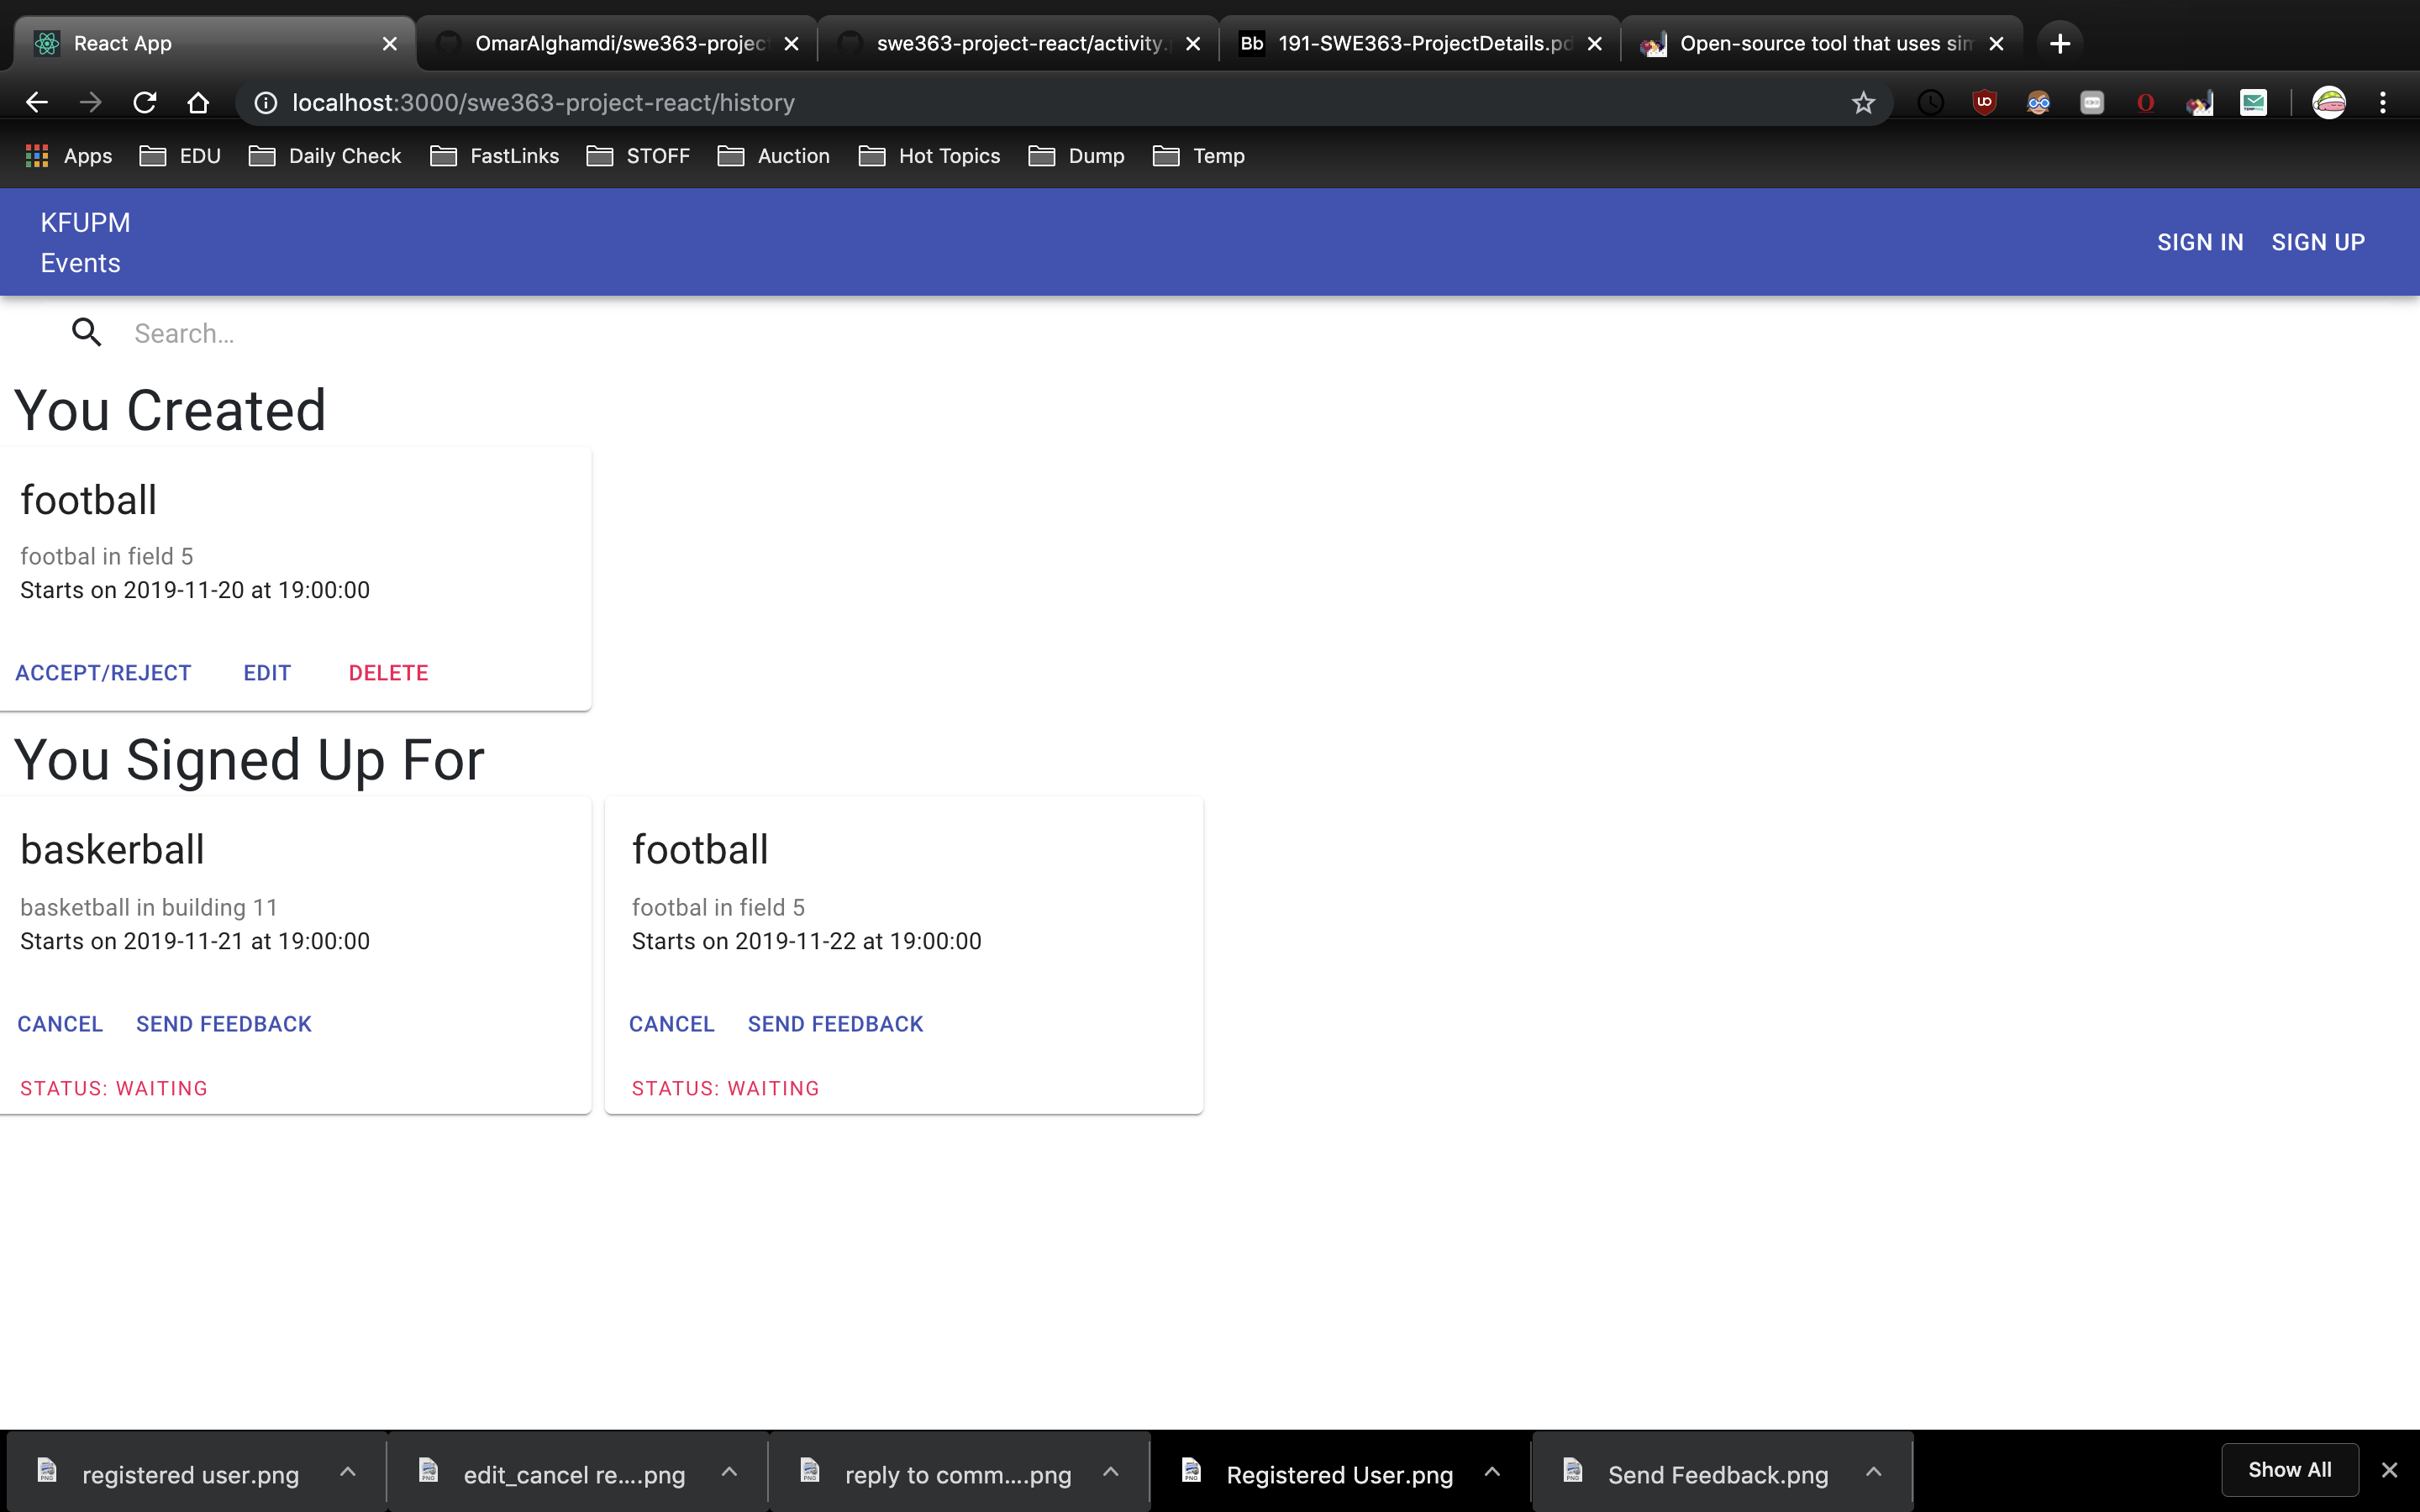 React App
OmarAlghamdi/swe363-projec
swe363-project-react/activity.
Bb 191-SWE363-ProjectDetails.pd
Open-source tool that uses sim
localhost:3000/swe363-project-react/history
Apps EDU Daily Check FastLinks STOFF Auction Hot Topics Dump Temp
KFUPM
Events
SIGN IN SIGN UP
Search...
You Created
football
footbal in field 5
Starts on 2019-11-20 at 19:00:00
ACCEPT/REJECT EDIT DELETE
You Signed Up For
baskerball
basketball in building 11
Starts on 2019-11-21 at 19:00:00
CANCEL SEND FEEDBACK
STATUS: WAITING
football
footbal in field 5
Starts on 2019-11-22 at 19:00:00
CANCEL SEND FEEDBACK
STATUS: WAITING
registered user.png
edit_cancel re....png
reply to comm....png
Registered User.png
Send Feedback.png
Show All